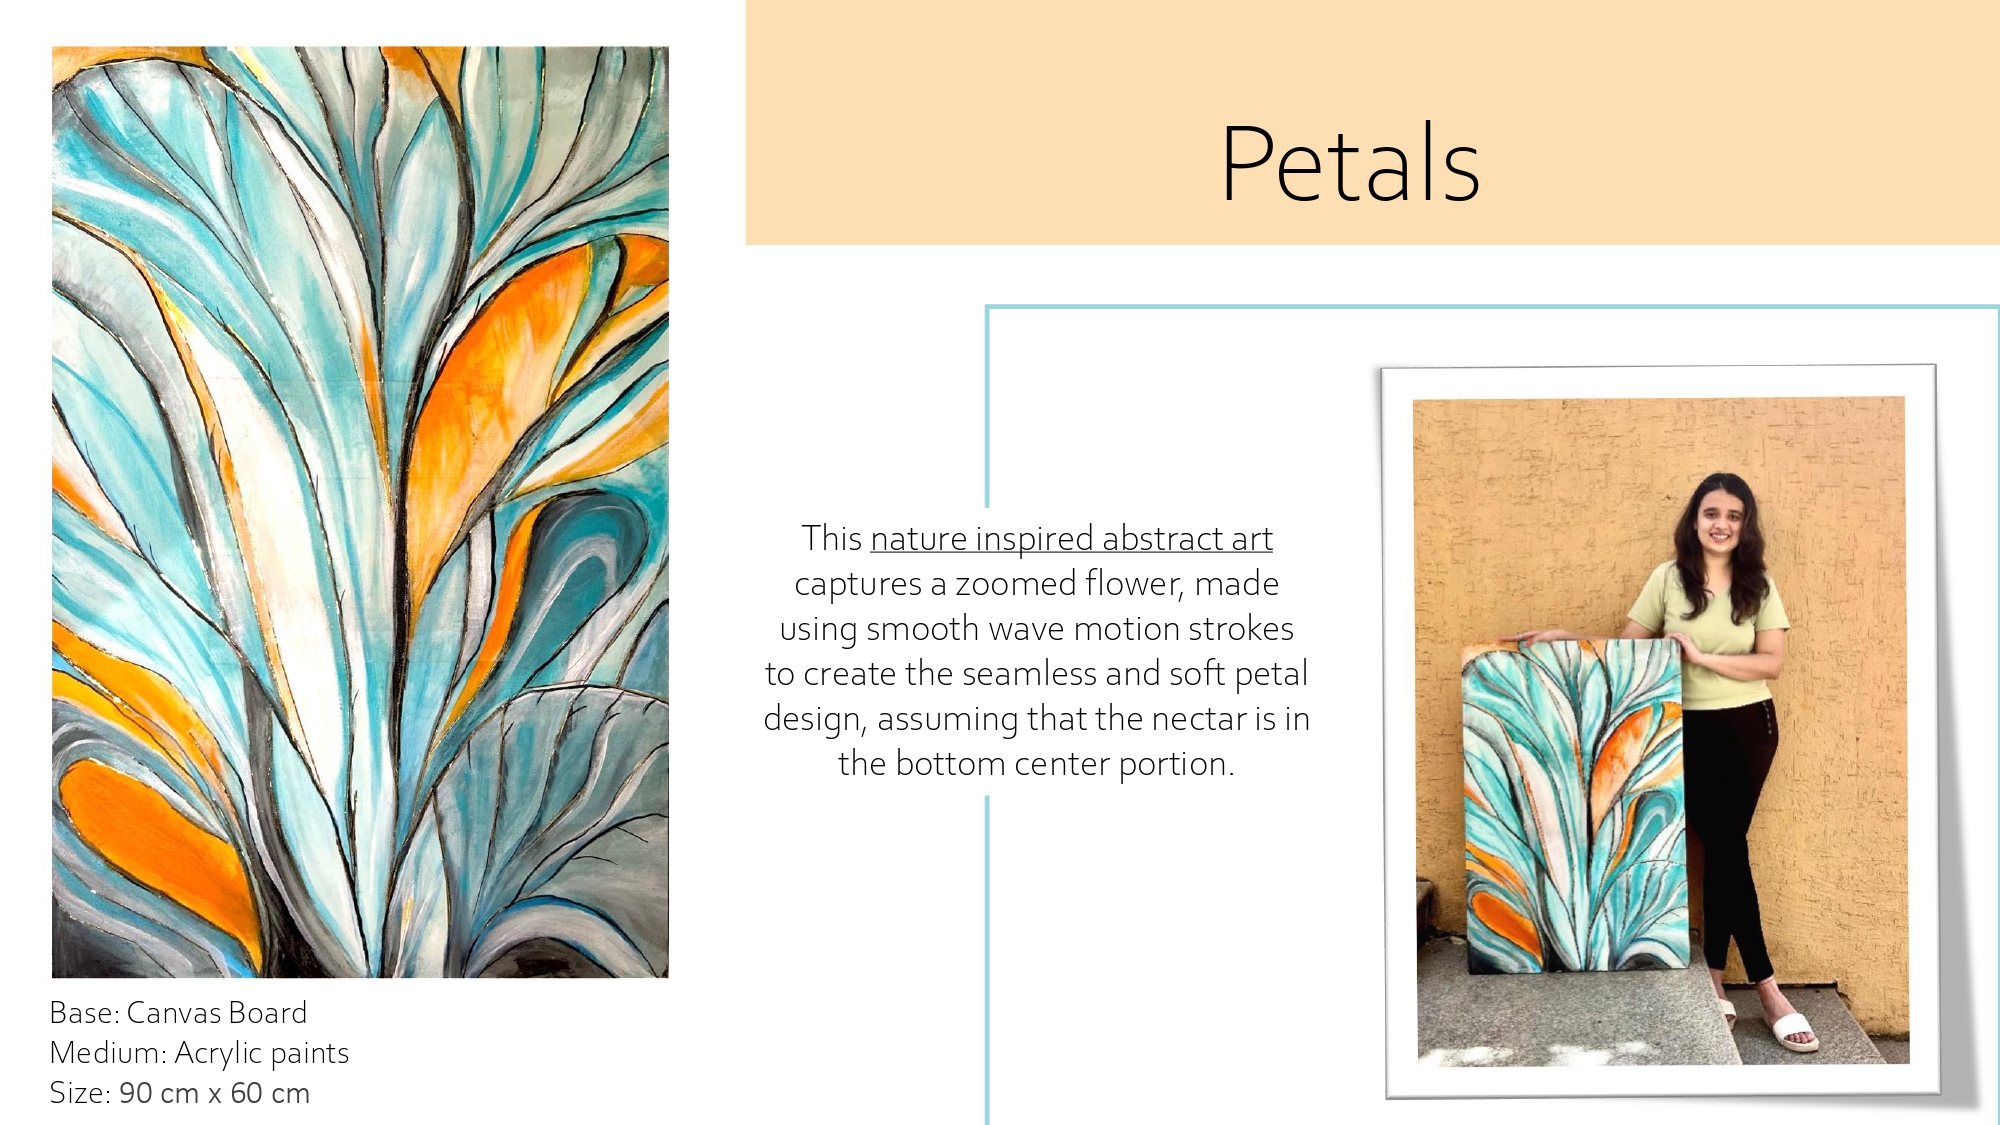 Petals
This nature inspired abstract art
captures a zoomed flower, made
using smooth wave motion strokes
to create the seamless and soft petal
design, assuming that the nectar is in
the bottom center portion.
Base: Canvas Board
Medium: Acrylic paints
Size: 90 cm x 60 cm